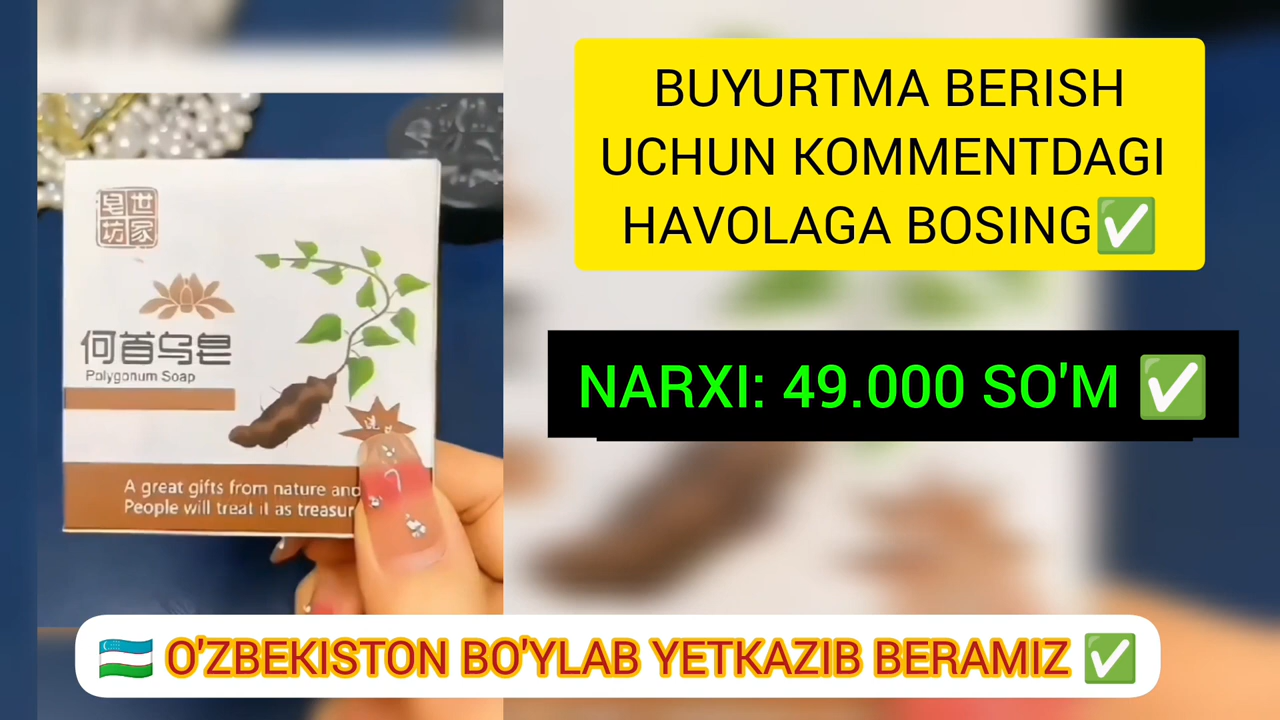 皂世
坊家
何首乌皂
Polygonum Soap
A great gifts from nature and
People will treat it as treasur
BUYURTMA BERISH
UCHUN KOMMENTDAGI
HAVOLAGA BOSING✅
NARXI: 49.000 SO'M ✅
🇺🇿 O'ZBEKISTON BO'YLAB YETKAZIB BERAMIZ ✅